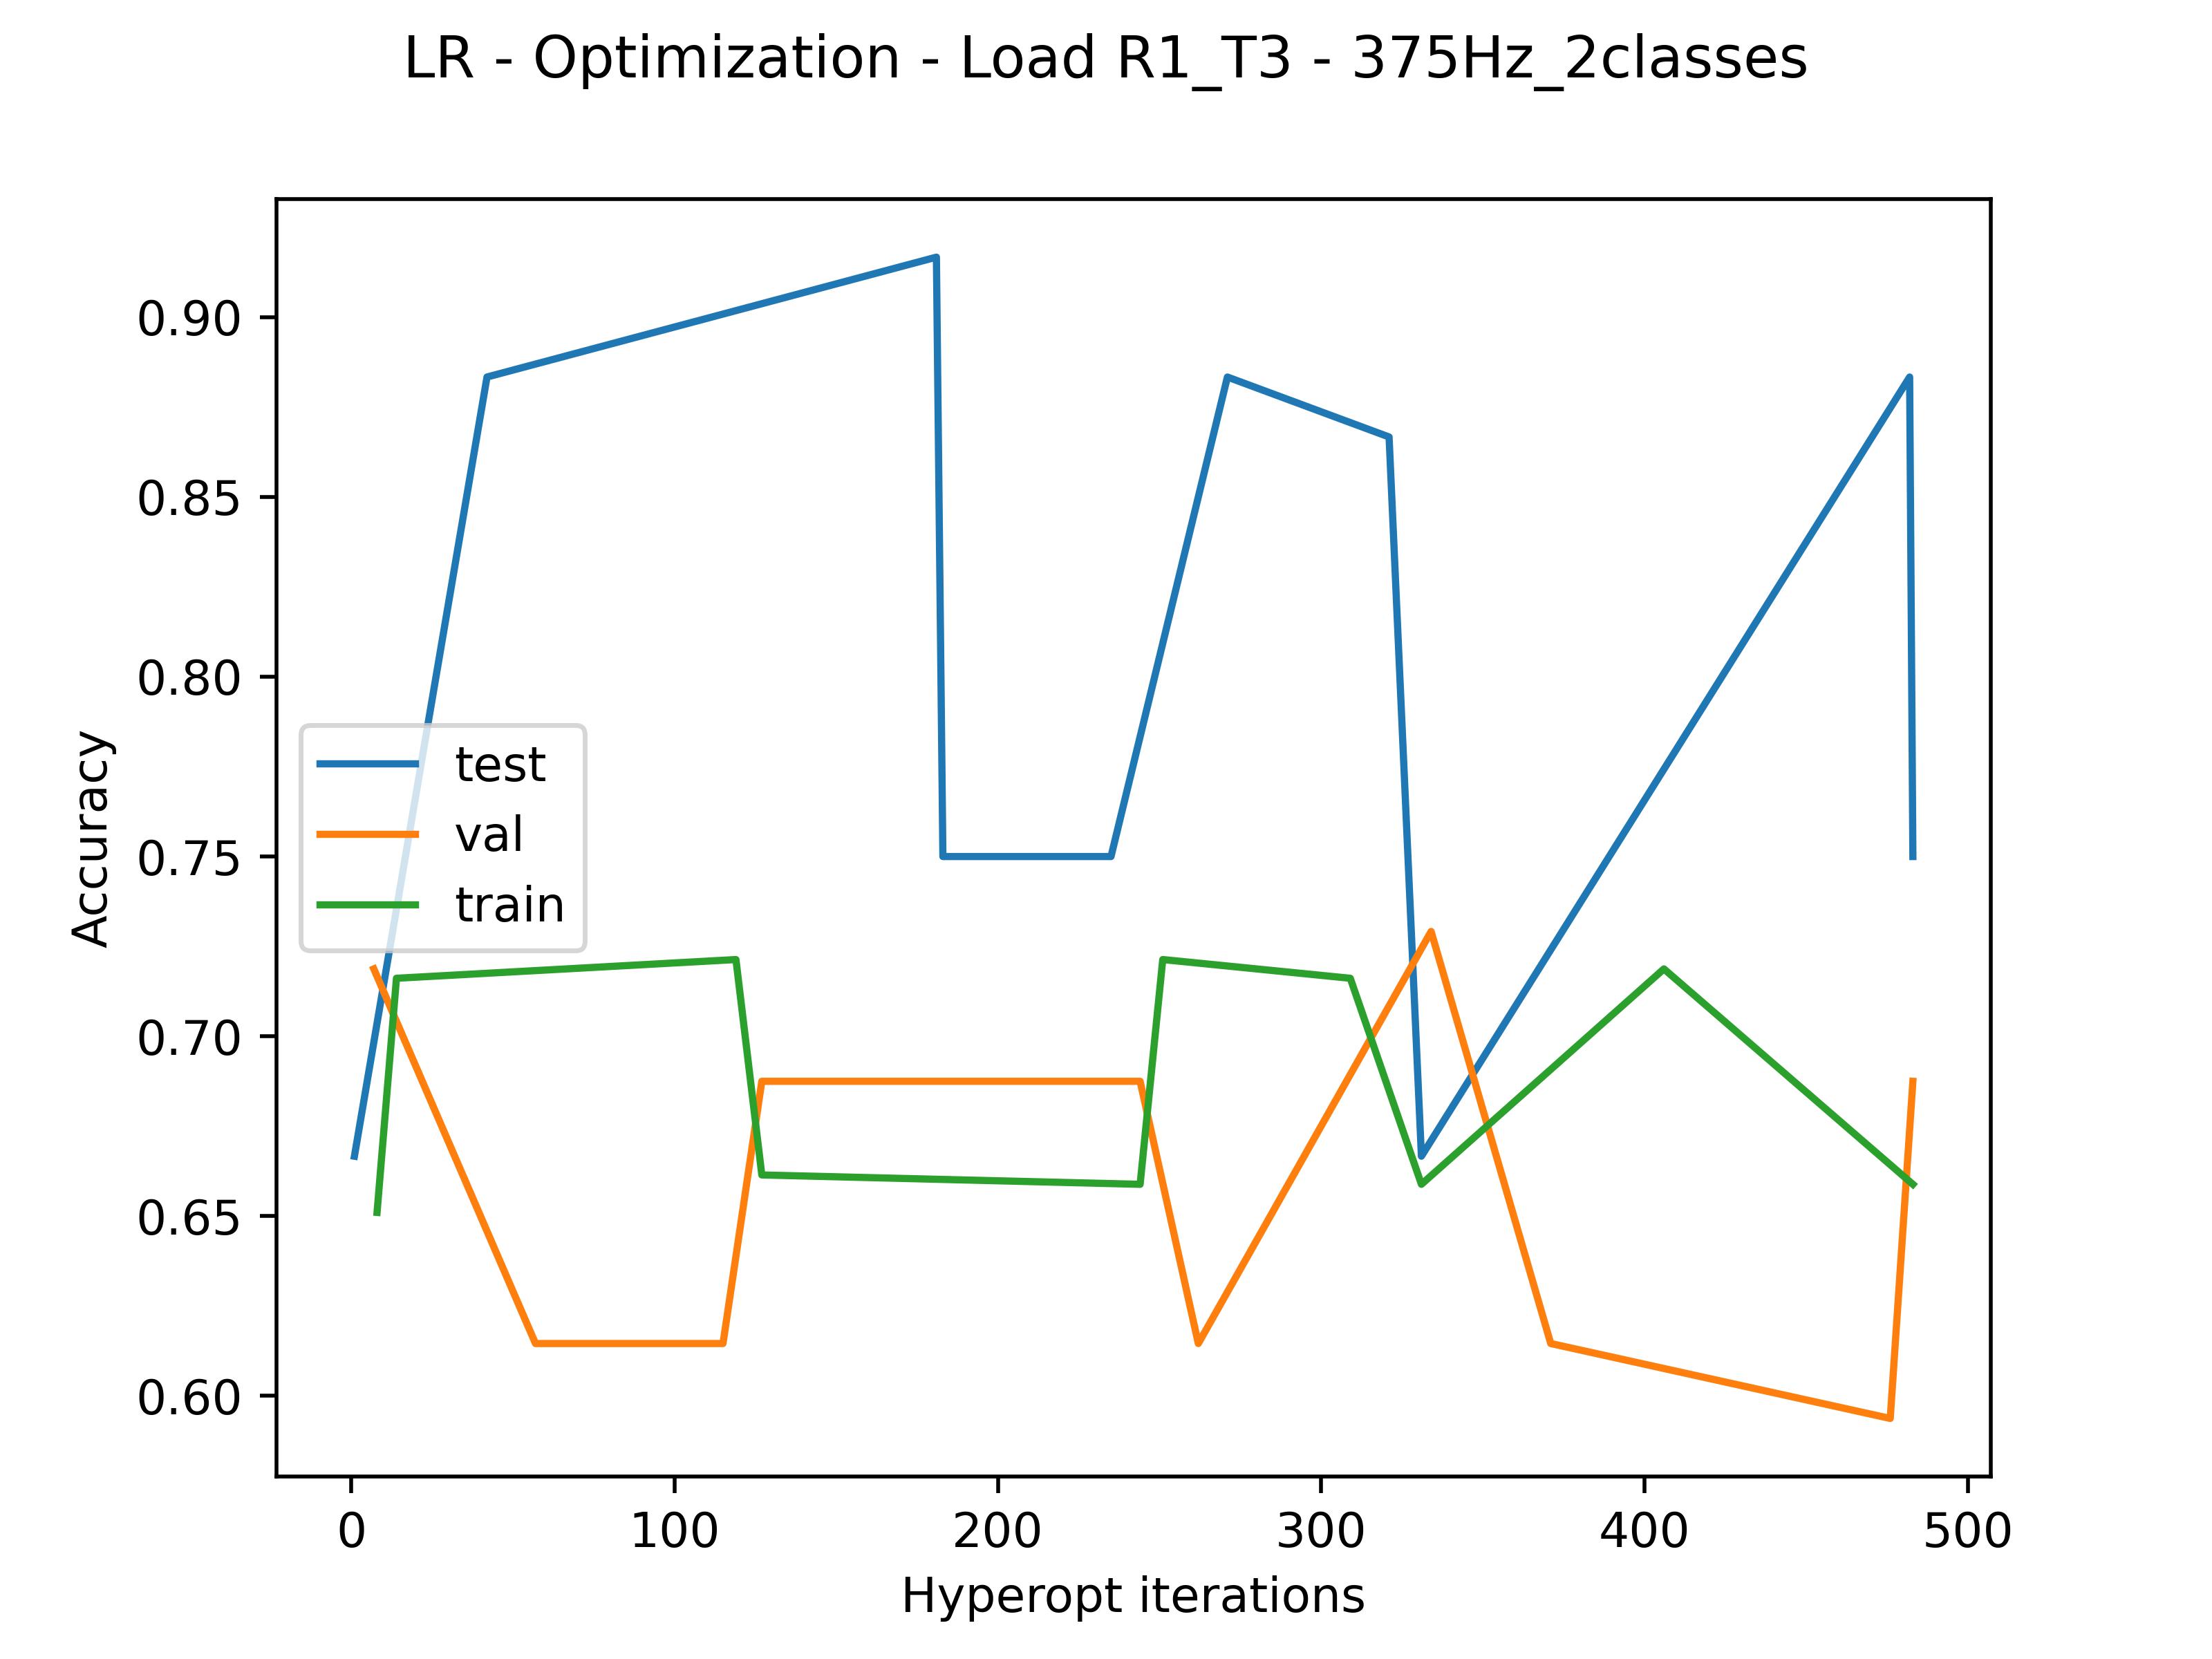 LR - Optimization - Load R1_T3 - 375Hz_2classes
0.90
0.85
0.80
0.75
0.70
0.65
0.60
Accuracy
test
val
train
0 100 200 300 400 500
Hyperopt iterations